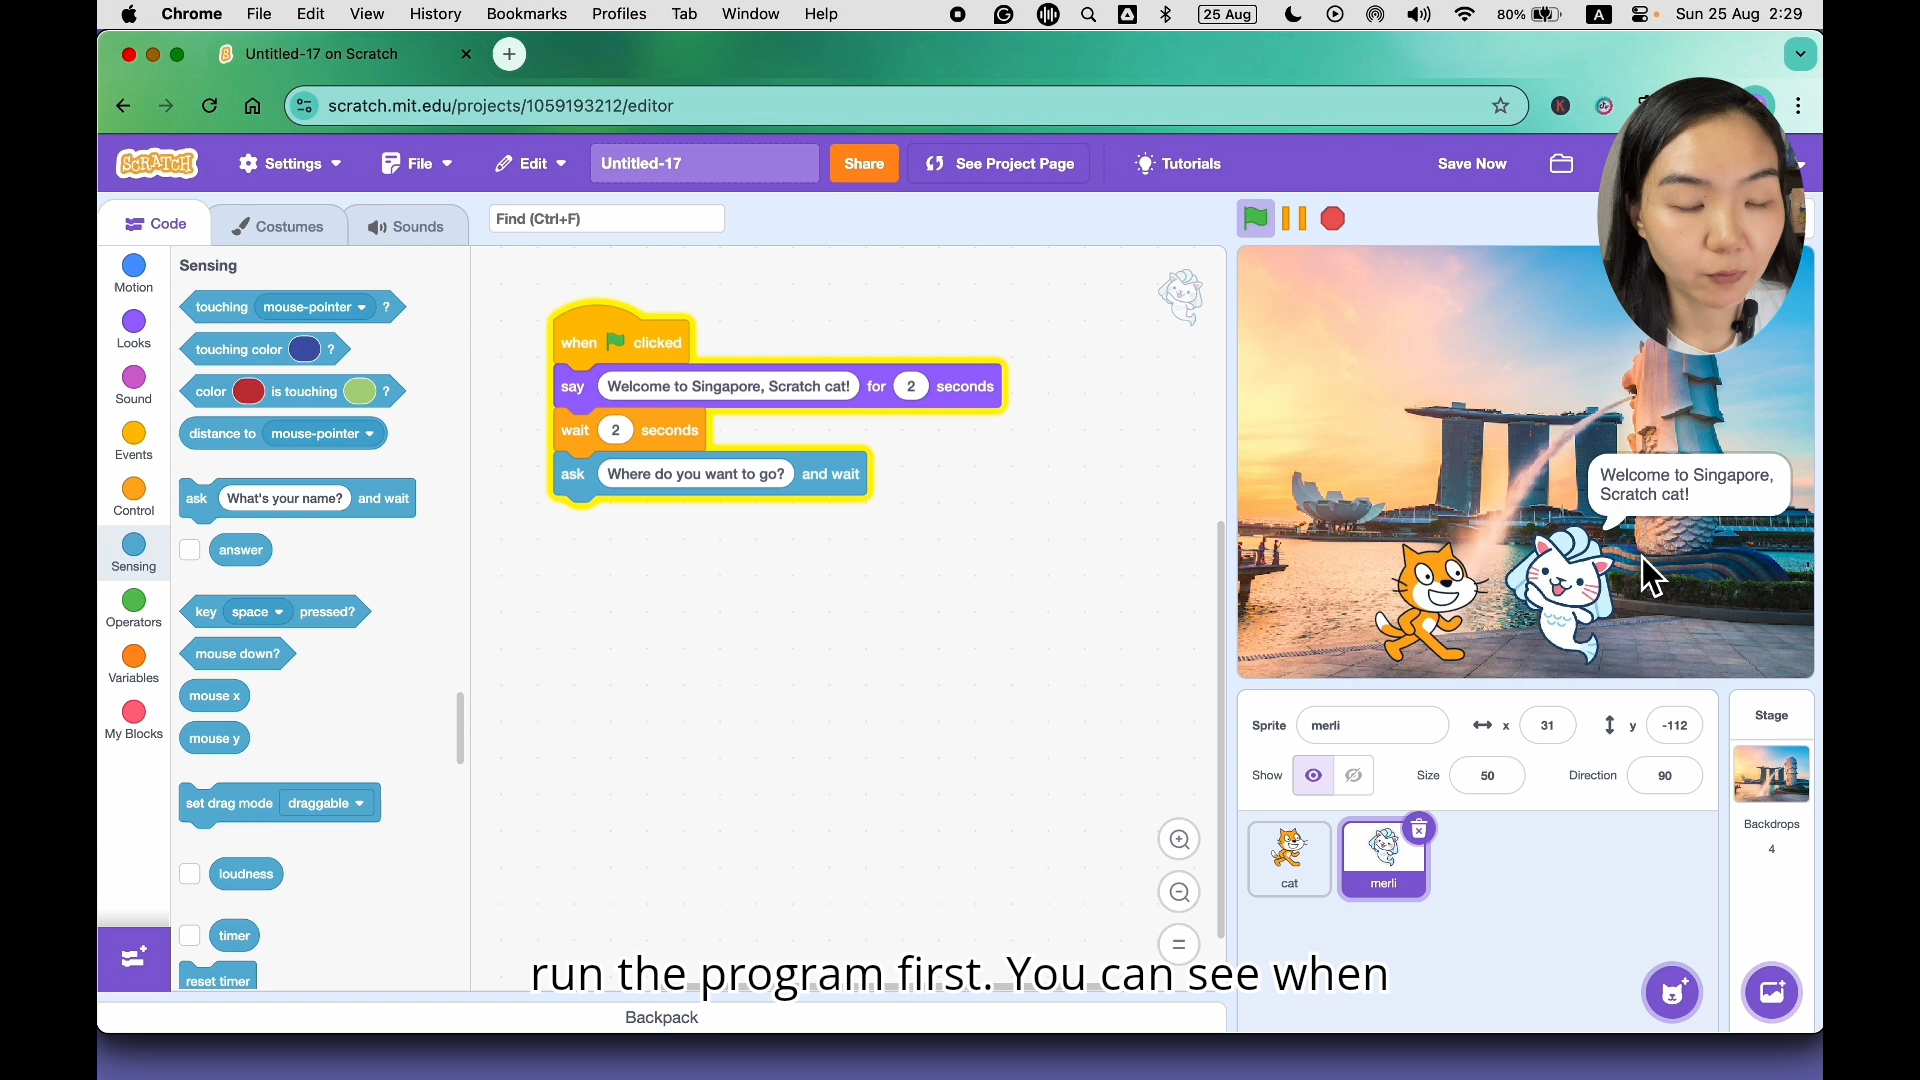 Chrome File Edit View History Bookmarks Profiles Tab Window Help 25 Aug 80% A Sun 25 Aug 2:29
Untitled-17 on Scratch
scratch.mit.edu/projects/1059193212/editor
SCRATCH Settings File Edit Untitled-17 Share See Project Page Tutorials Save Now
Code Costumes Sounds Find (Ctrl+F)
Motion
Looks
Sound
Events
Control
Sensing
Operators
Variables
My Blocks
Sensing
touching mouse-pointer ?
touching color ?
color is touching ?
distance to mouse-pointer
ask What's your name? and wait
answer
key space pressed?
mouse down?
mouse x
mouse y
set drag mode draggable
loudness
timer
reset timer
when clicked
say Welcome to Singapore, Scratch cat! for 2 seconds
wait 2 seconds
ask Where do you want to go? and wait
Welcome to Singapore,
Scratch cat!
Sprite merli x 31 y -112
Show Size 50 Direction 90
cat
merli
Stage
Backdrops
4
run the program first. You can see when
Backpack